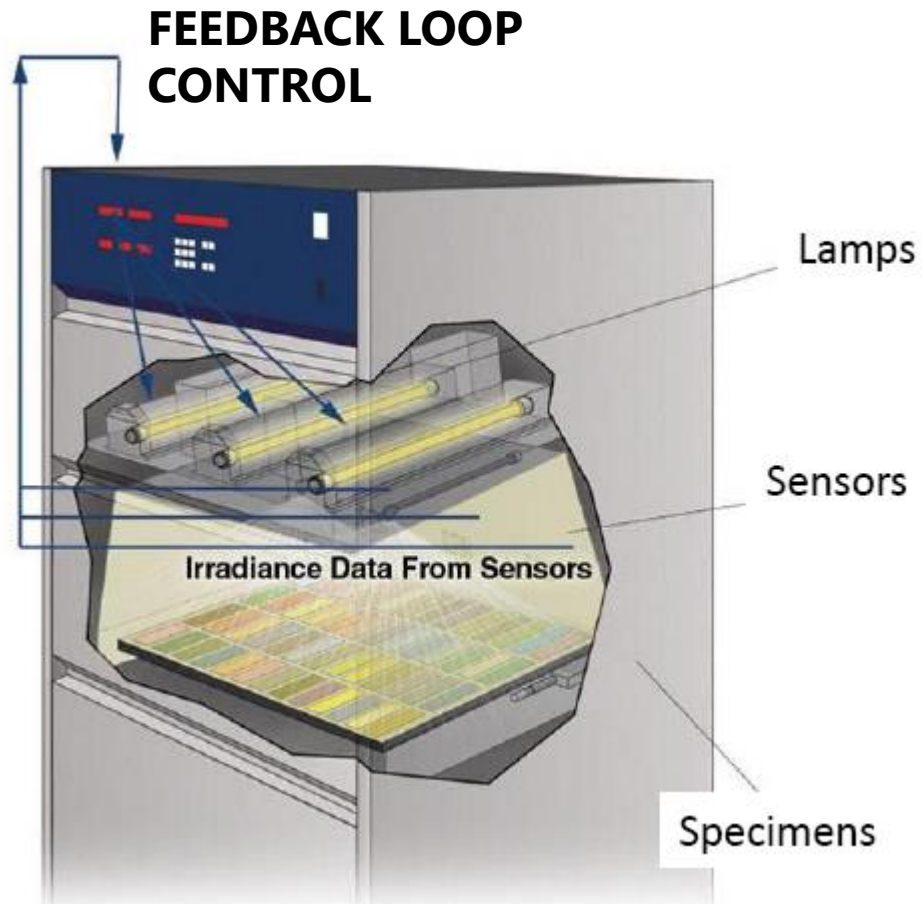 FEEDBACK LOOP
CONTROL
Lamps
Sensors
Irradiance Data From Sensors
Specimens